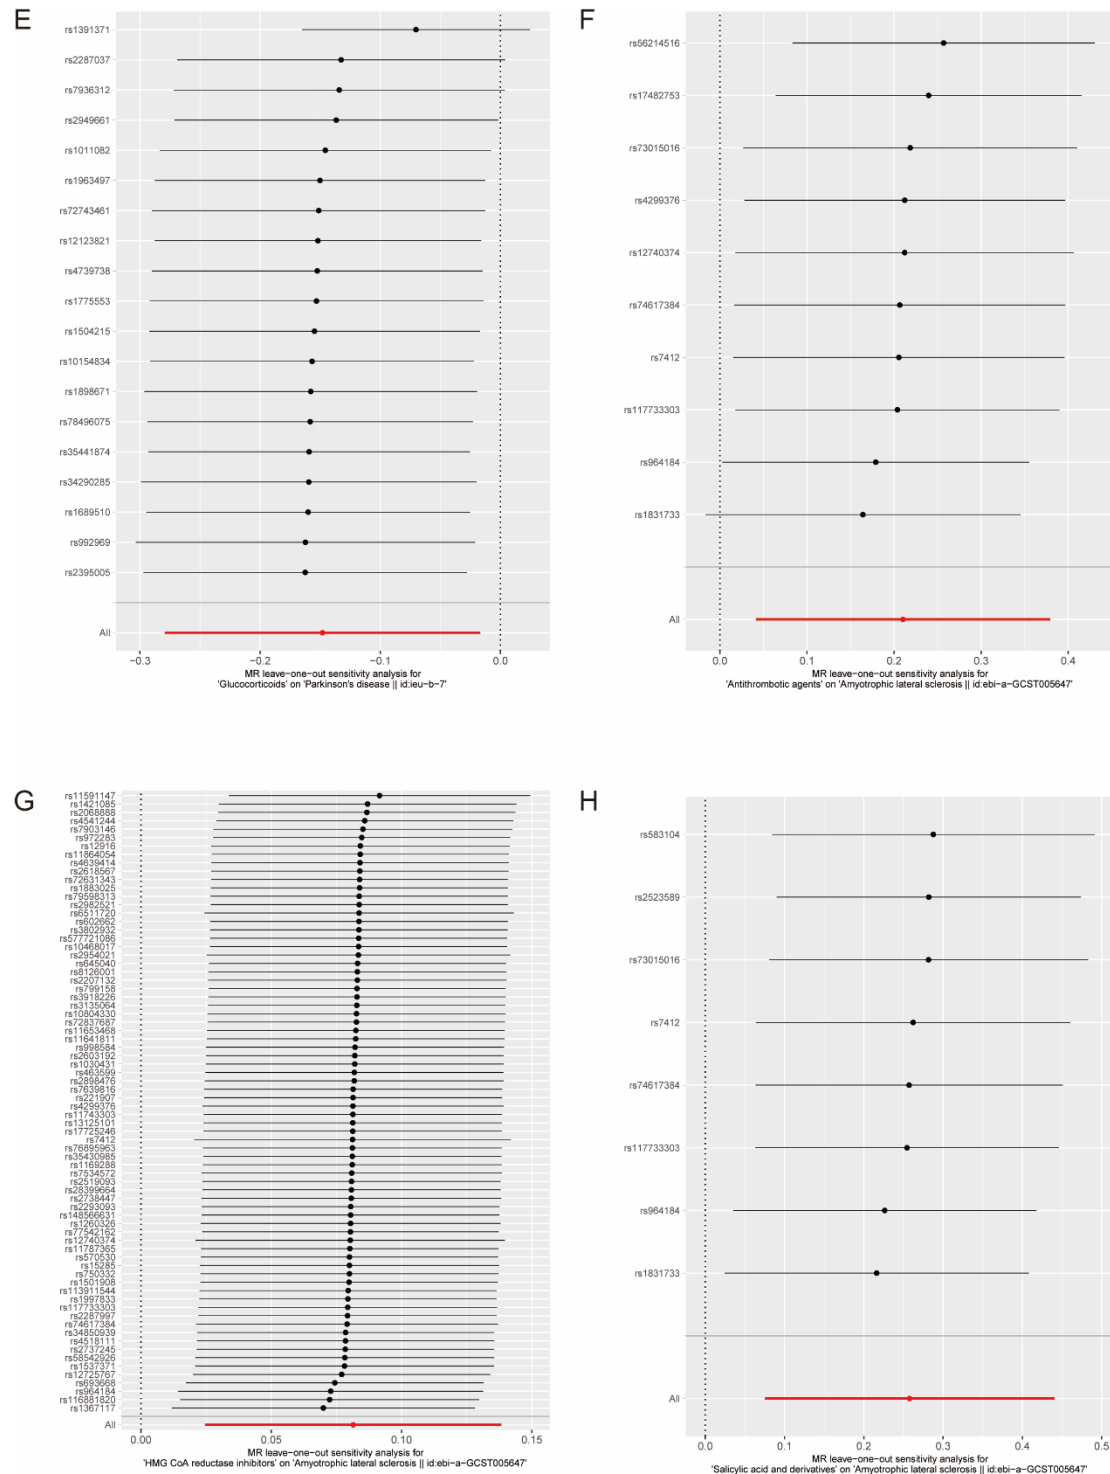 E
rs1391371
rs2287037
rs7936312
rs2949661
rs1011082
rs1963497
rs72743461
rs12123821
rs4739738
rs1775553
rs1504215
rs10154834
rs1898671
rs78496075
rs35441874
rs34290285
rs1689510
rs992969
rs2395005
All
−0.3 −0.2 −0.1 0.0
MR leave−one−out sensitivity analysis for
'Glucocorticoids' on 'Parkinson's disease || id:ieu−b−7'
F
rs56214516
rs17482753
rs73015016
rs4299376
rs12740374
rs74617384
rs7412
rs117733303
rs964184
rs1831733
All
0.0 0.1 0.2 0.3 0.4
MR leave−one−out sensitivity analysis for
'Antithrombotic agents' on 'Amyotrophic lateral sclerosis || id:ebi−a−GCST005647'
G
rs11591147
rs1421085
rs2068888
rs4541244
rs7903146
rs972283
rs12916
rs11864054
rs4639414
rs2618567
rs72631343
rs1883025
rs79598313
rs2982521
rs6511720
rs602662
rs3802932
rs577721086
rs10468017
rs2954021
rs645040
rs8126001
rs2207132
rs799158
rs3918226
rs3135064
rs10804330
rs72837687
rs11653468
rs11641811
rs998584
rs2603192
rs1030431
rs463599
rs2898476
rs7639816
rs221907
rs4299376
rs11743303
rs13125101
rs17725246
rs7412
rs76895963
rs35430985
rs1169288
rs7534572
rs2519093
rs28399664
rs2738447
rs2293093
rs148566631
rs1260326
rs77542162
rs12740374
rs11787365
rs570530
rs15285
rs750332
rs1501908
rs113911544
rs1997833
rs117733303
rs2287997
rs74617384
rs34850939
rs4518111
rs2737245
rs58542926
rs1537371
rs12725767
rs693668
rs964184
rs116881820
rs1367117
All
0.00 0.05 0.10 0.15
MR leave−one−out sensitivity analysis for
'HMG CoA reductase inhibitors' on 'Amyotrophic lateral sclerosis || id:ebi−a−GCST005647'
H
rs583104
rs2523589
rs73015016
rs7412
rs74617384
rs117733303
rs964184
rs1831733
All
0.0 0.1 0.2 0.3 0.4 0.5
MR leave−one−out sensitivity analysis for
'Salicylic acid and derivatives' on 'Amyotrophic lateral sclerosis || id:ebi−a−GCST005647'